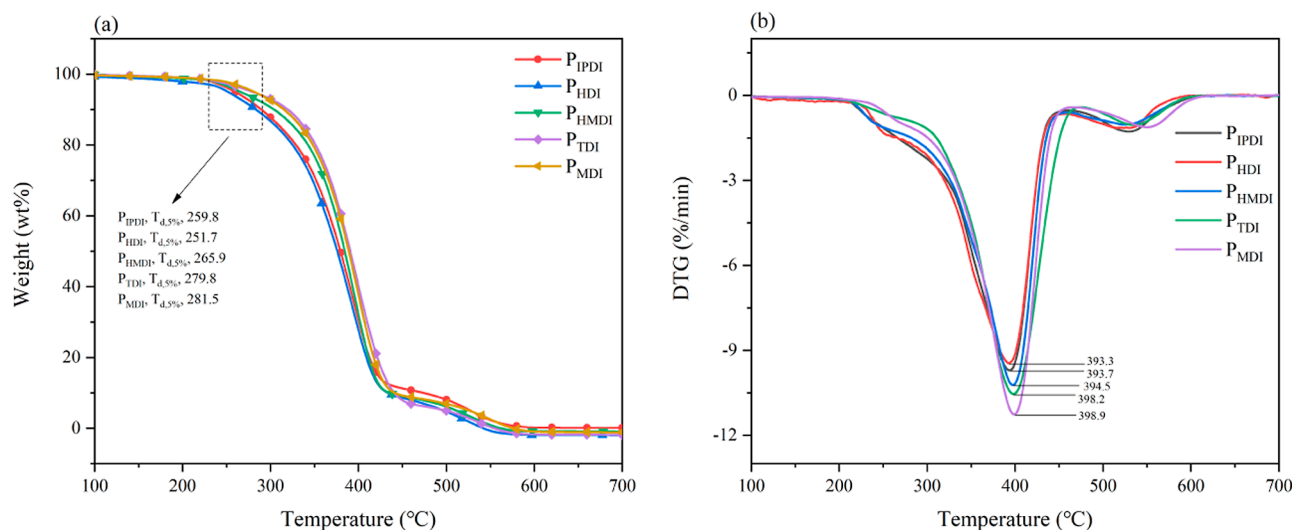 (a)
Weight (wt%)
100
80
60
40
20
0
P_IPDI
P_HDI
P_HMDI
P_TDI
P_MDI
P_IPDI, T_d,5%, 259.8
P_HDI, T_d,5%, 251.7
P_HMDI, T_d,5%, 265.9
P_TDI, T_d,5%, 279.8
P_MDI, T_d,5%, 281.5
100 200 300 400 500 600 700
Temperature (℃)
(b)
DTG (%/min)
0
-3
-6
-9
-12
P_IPDI
P_HDI
P_HMDI
P_TDI
P_MDI
393.3
393.7
394.5
398.2
398.9
100 200 300 400 500 600 700
Temperature (℃)